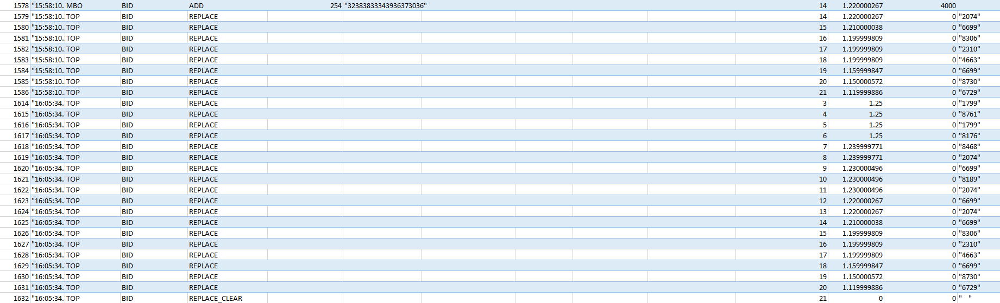 1578 "15:58:10. MBO BID ADD 254 "32383833343936373036" 14 1.220000267 4000
1579 "15:58:10. TOP BID REPLACE 14 1.220000267 0 "2074"
1580 "15:58:10. TOP BID REPLACE 15 1.210000038 0 "6699"
1581 "15:58:10. TOP BID REPLACE 16 1.199999809 0 "8306"
1582 "15:58:10. TOP BID REPLACE 17 1.199999809 0 "2310"
1583 "15:58:10. TOP BID REPLACE 18 1.199999809 0 "4663"
1584 "15:58:10. TOP BID REPLACE 19 1.159999847 0 "6699"
1585 "15:58:10. TOP BID REPLACE 20 1.150000572 0 "8730"
1586 "15:58:10. TOP BID REPLACE 21 1.119999886 0 "6729"
1614 "16:05:34. TOP BID REPLACE 3 1.25 0 "1799"
1615 "16:05:34. TOP BID REPLACE 4 1.25 0 "8761"
1616 "16:05:34. TOP BID REPLACE 5 1.25 0 "1799"
1617 "16:05:34. TOP BID REPLACE 6 1.25 0 "8176"
1618 "16:05:34. TOP BID REPLACE 7 1.239999771 0 "8468"
1619 "16:05:34. TOP BID REPLACE 8 1.239999771 0 "2074"
1620 "16:05:34. TOP BID REPLACE 9 1.230000496 0 "6699"
1621 "16:05:34. TOP BID REPLACE 10 1.230000496 0 "8189"
1622 "16:05:34. TOP BID REPLACE 11 1.230000496 0 "2074"
1623 "16:05:34. TOP BID REPLACE 12 1.220000267 0 "6699"
1624 "16:05:34. TOP BID REPLACE 13 1.220000267 0 "2074"
1625 "16:05:34. TOP BID REPLACE 14 1.210000038 0 "6699"
1626 "16:05:34. TOP BID REPLACE 15 1.199999809 0 "8306"
1627 "16:05:34. TOP BID REPLACE 16 1.199999809 0 "2310"
1628 "16:05:34. TOP BID REPLACE 17 1.199999809 0 "4663"
1629 "16:05:34. TOP BID REPLACE 18 1.159999847 0 "6699"
1630 "16:05:34. TOP BID REPLACE 19 1.150000572 0 "8730"
1631 "16:05:34. TOP BID REPLACE 20 1.119999886 0 "6729"
1632 "16:05:34. TOP BID REPLACE_CLEAR 21 0 0 " "